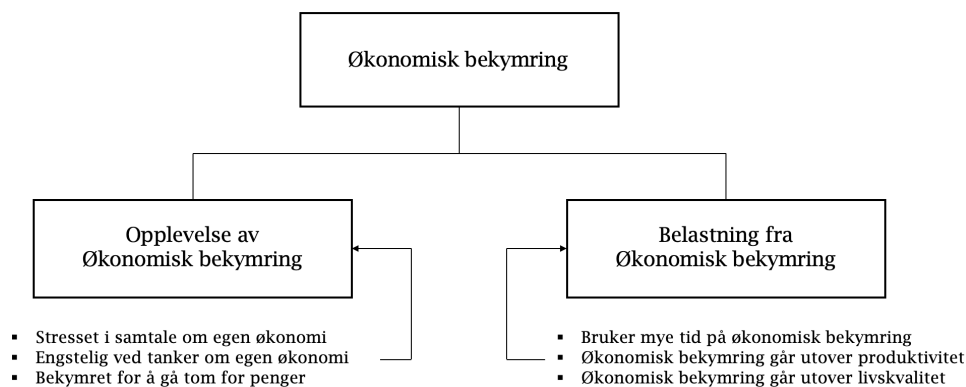 Økonomisk bekymring
Opplevelse av
Økonomisk bekymring
Belastning fra
Økonomisk bekymring
▪ Stresset i samtale om egen økonomi
▪ Engstelig ved tanker om egen økonomi
▪ Bekymret for å gå tom for penger
▪ Bruker mye tid på økonomisk bekymring
▪ Økonomisk bekymring går utover produktivitet
▪ Økonomisk bekymring går utover livskvalitet